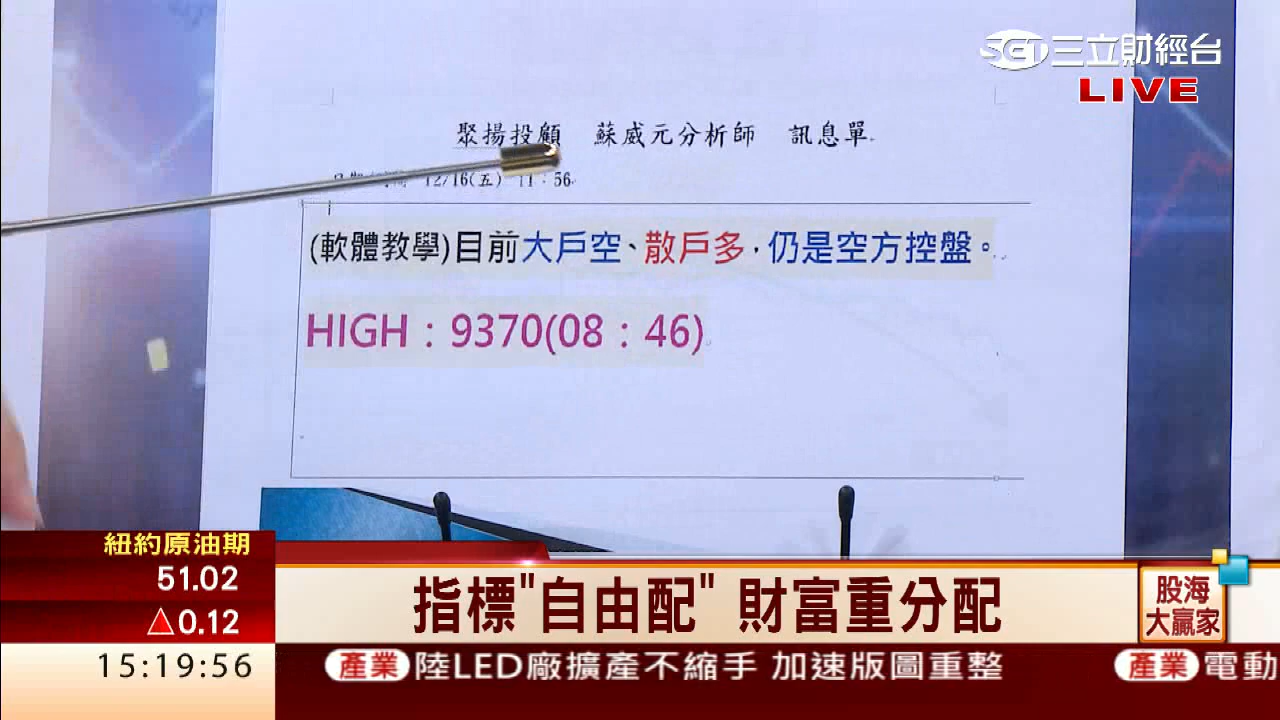 SET三立財經台
LIVE
聚揚投顧 蘇威元分析師 訊息單
12/16(五) 11:56
(軟體教學)目前大戶空、散戶多,仍是空方控盤。
HIGH:9370(08:46)
紐約原油期
51.02
△0.12
15:19:56
指標"自由配" 財富重分配
股海
大贏家
產業 陸LED廠擴產不縮手 加速版圖重整 產業 電動